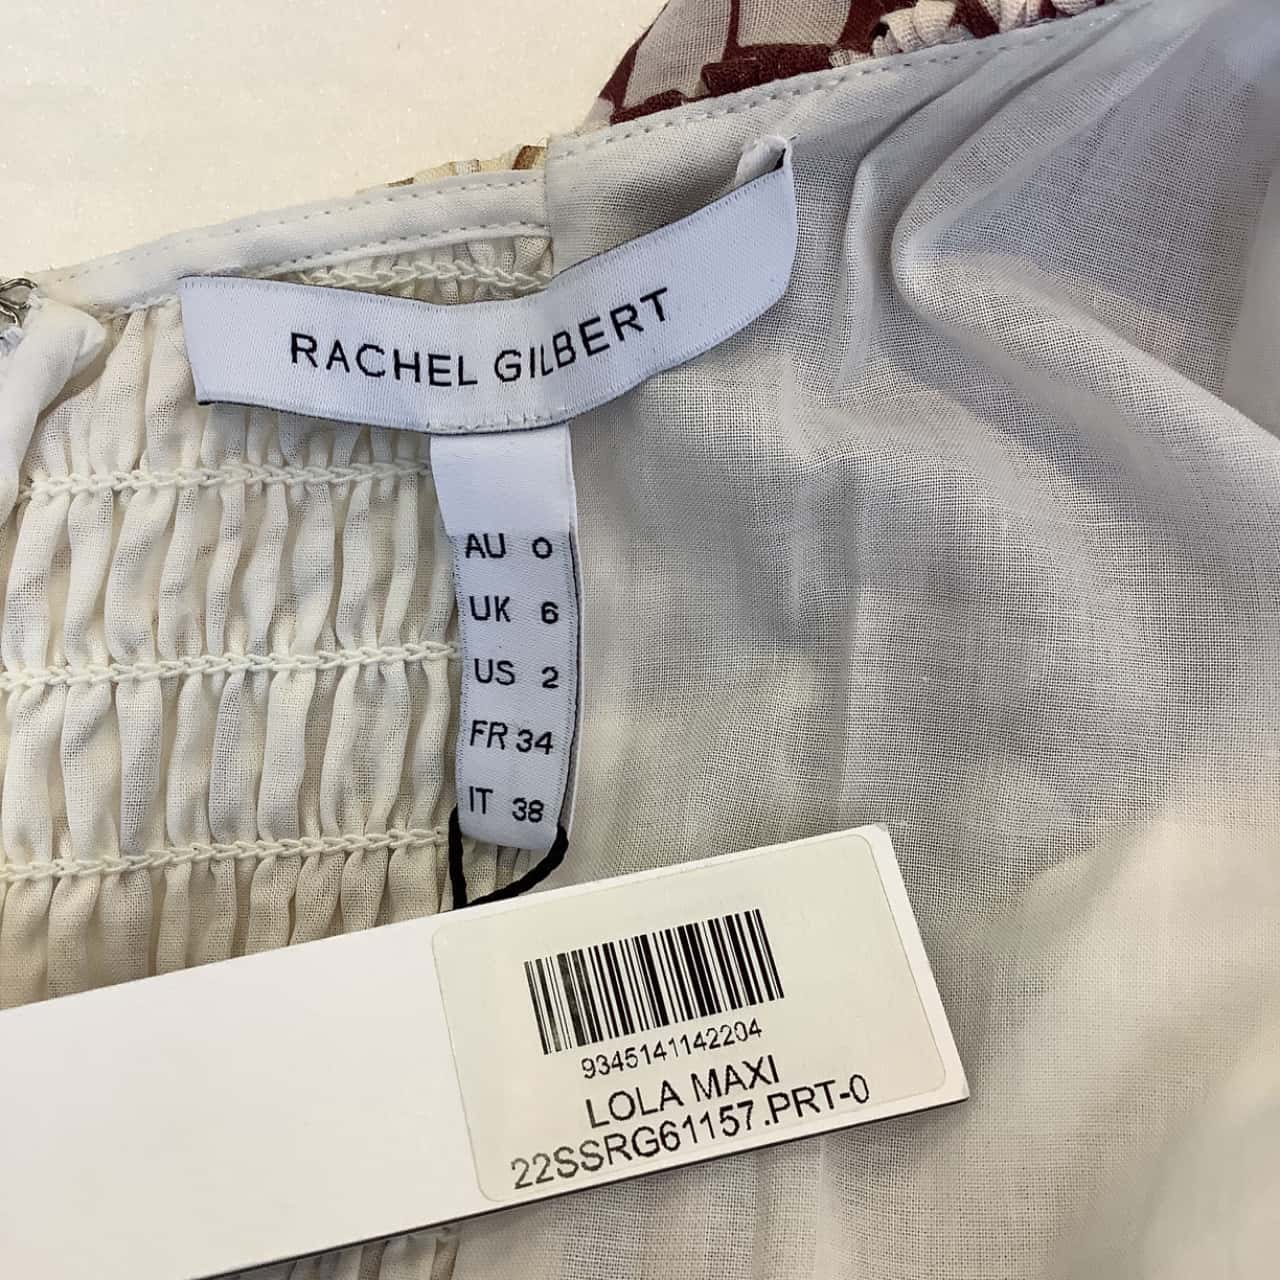 RACHEL GILBERT
AU 0
UK 6
US 2
FR 34
IT 38
9345141142204
LOLA MAXI
22SSRG61157.PRT-0